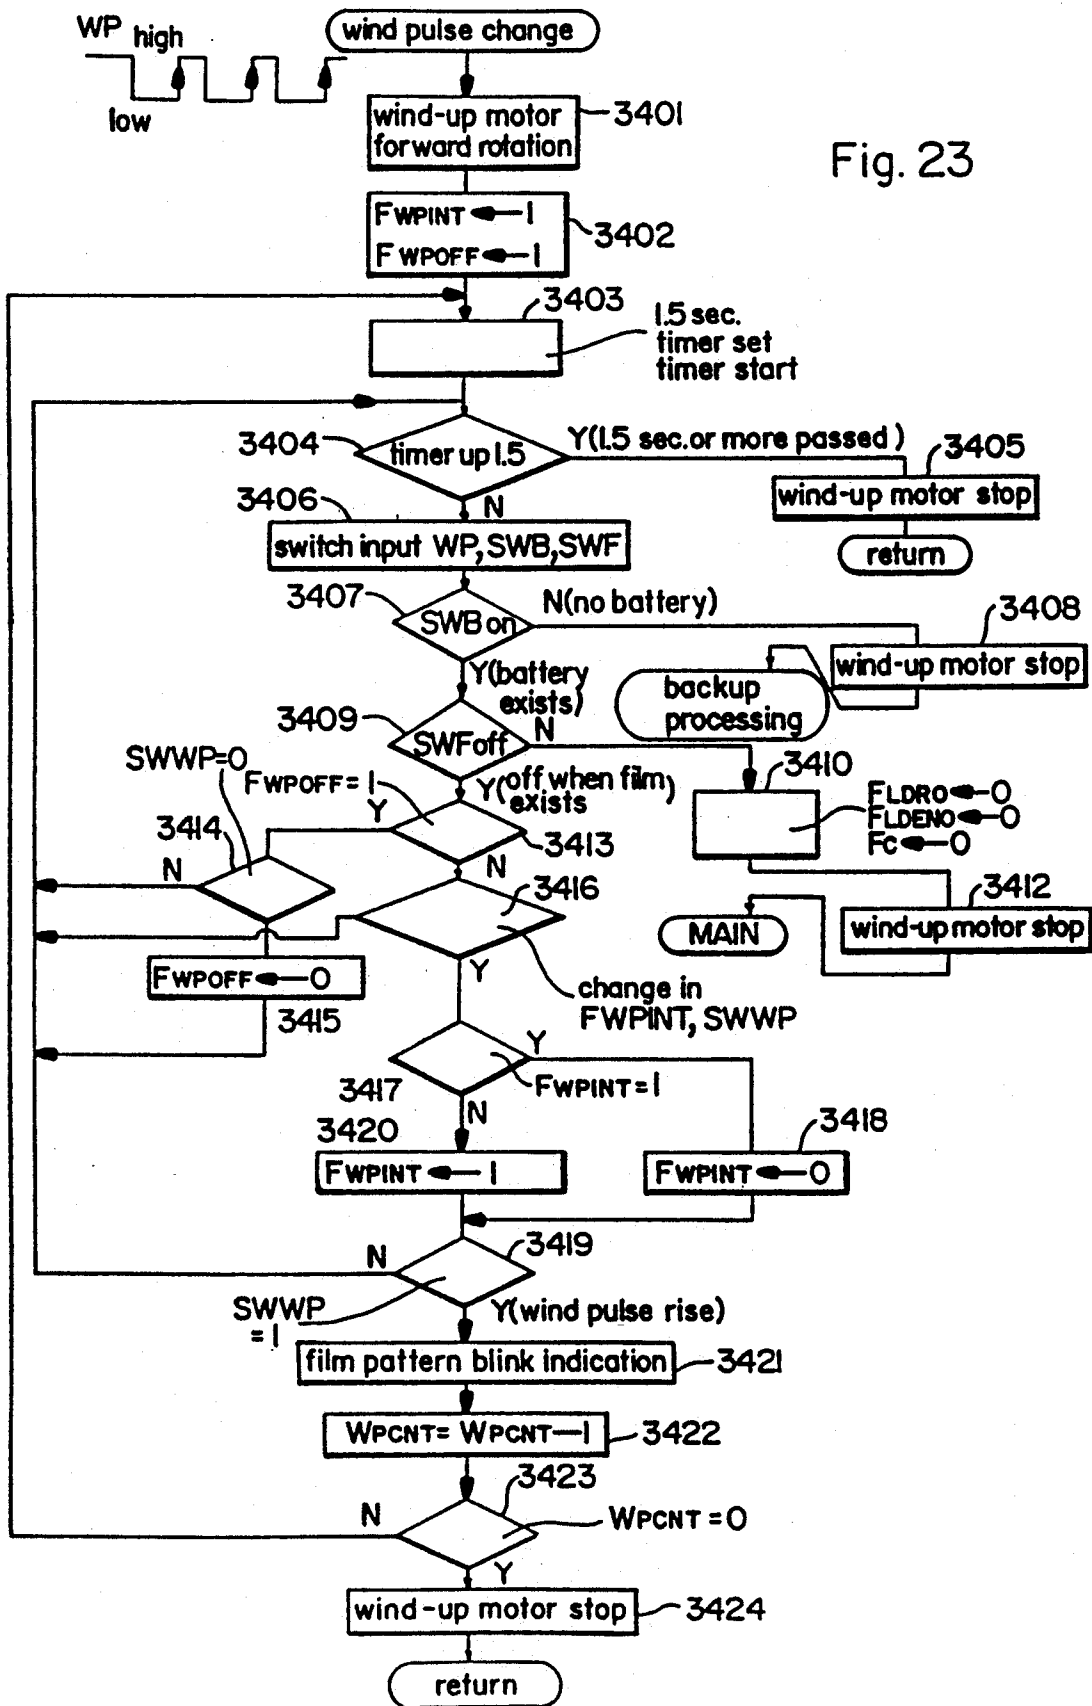 WP high
low
wind pulse change
wind-up motor
forward rotation
3401
Fig. 23
FWPINT ← 1
FWPOFF ← 1
3402
3403
1.5 sec.
timer set
timer start
3404
timer up 1.5
Y(1.5 sec. or more passed)
3405
wind-up motor stop
return
N
3406
switch input WP, SWB, SWF
3407
SWB on
N(no battery)
3408
wind-up motor stop
backup
processing
Y(battery
exists)
3409
SWF off
N
3410
FLDRO ← 0
FLDENO ← 0
FC ← 0
SWWP=0
FWPOFF=1
Y(off when film
exists)
Y
3413
3414
N
N
3416
3412
wind-up motor stop
MAIN
FWPOFF ← 0
3415
Y
change in
FWPINT, SWWP
3417
Y
FWPINT=1
N
3420
FWPINT ← 1
3418
FWPINT ← 0
N
3419
SWWP
=1
Y(wind pulse rise)
film pattern blink indication
3421
WPCNT= WPCNT—1
3422
3423
N
WPCNT=0
Y
wind-up motor stop
3424
return